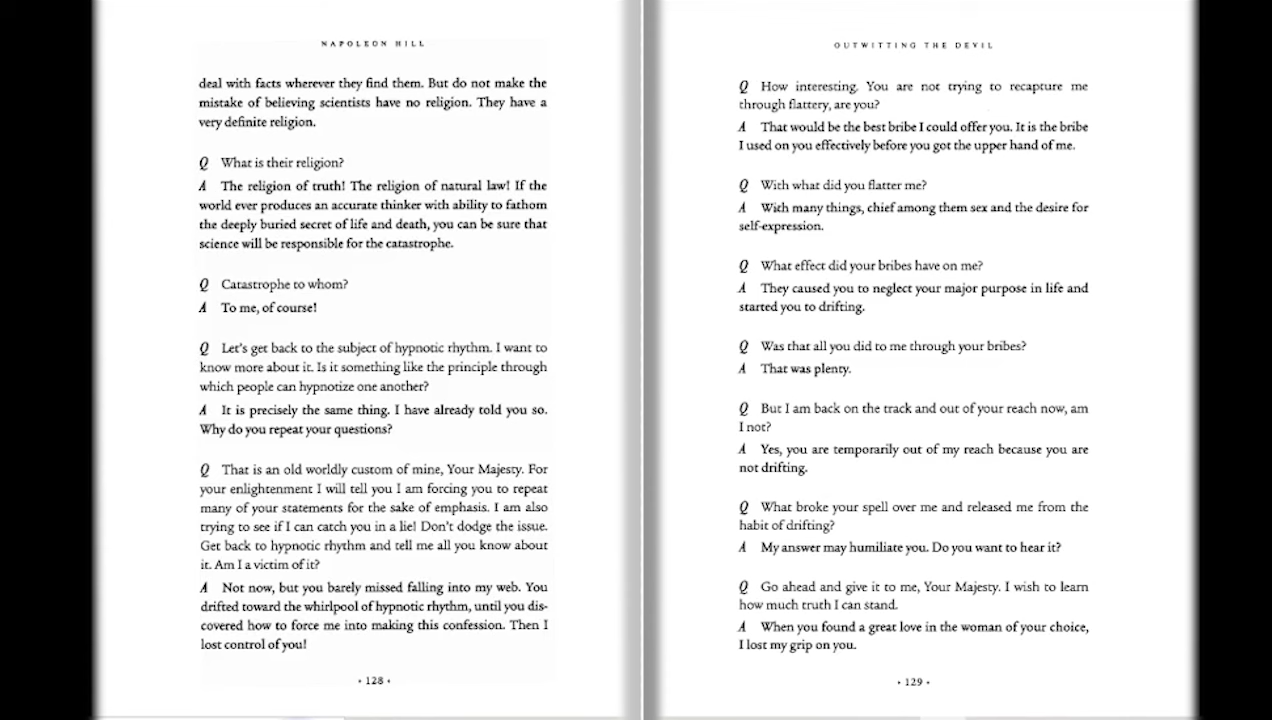 NAPOLEON HILL
deal with facts wherever they find them. But do not make the
mistake of believing scientists have no religion. They have a
very definite religion.
Q What is their religion?
A The religion of truth! The religion of natural law! If the
world ever produces an accurate thinker with ability to fathom
the deeply buried secret of life and death, you can be sure that
science will be responsible for the catastrophe.
Q Catastrophe to whom?
A To me, of course!
Q Let's get back to the subject of hypnotic rhythm. I want to
know more about it. Is it something like the principle through
which people can hypnotize one another?
A It is precisely the same thing. I have already told you so.
Why do you repeat your questions?
Q That is an old worldly custom of mine, Your Majesty. For
your enlightenment I will tell you I am forcing you to repeat
many of your statements for the sake of emphasis. I am also
trying to see if I can catch you in a lie! Don't dodge the issue.
Get back to hypnotic rhythm and tell me all you know about
it. Am I a victim of it?
A Not now, but you barely missed falling into my web. You
drifted toward the whirlpool of hypnotic rhythm, until you dis-
covered how to force me into making this confession. Then I
lost control of you!
• 128 •
OUTWITTING THE DEVIL
Q How interesting. You are not trying to recapture me
through flattery, are you?
A That would be the best bribe I could offer you. It is the bribe
I used on you effectively before you got the upper hand of me.
Q With what did you flatter me?
A With many things, chief among them sex and the desire for
self-expression.
Q What effect did your bribes have on me?
A They caused you to neglect your major purpose in life and
started you to drifting.
Q Was that all you did to me through your bribes?
A That was plenty.
Q But I am back on the track and out of your reach now, am
I not?
A Yes, you are temporarily out of my reach because you are
not drifting.
Q What broke your spell over me and released me from the
habit of drifting?
A My answer may humiliate you. Do you want to hear it?
Q Go ahead and give it to me, Your Majesty. I wish to learn
how much truth I can stand.
A When you found a great love in the woman of your choice,
I lost my grip on you.
• 129 •